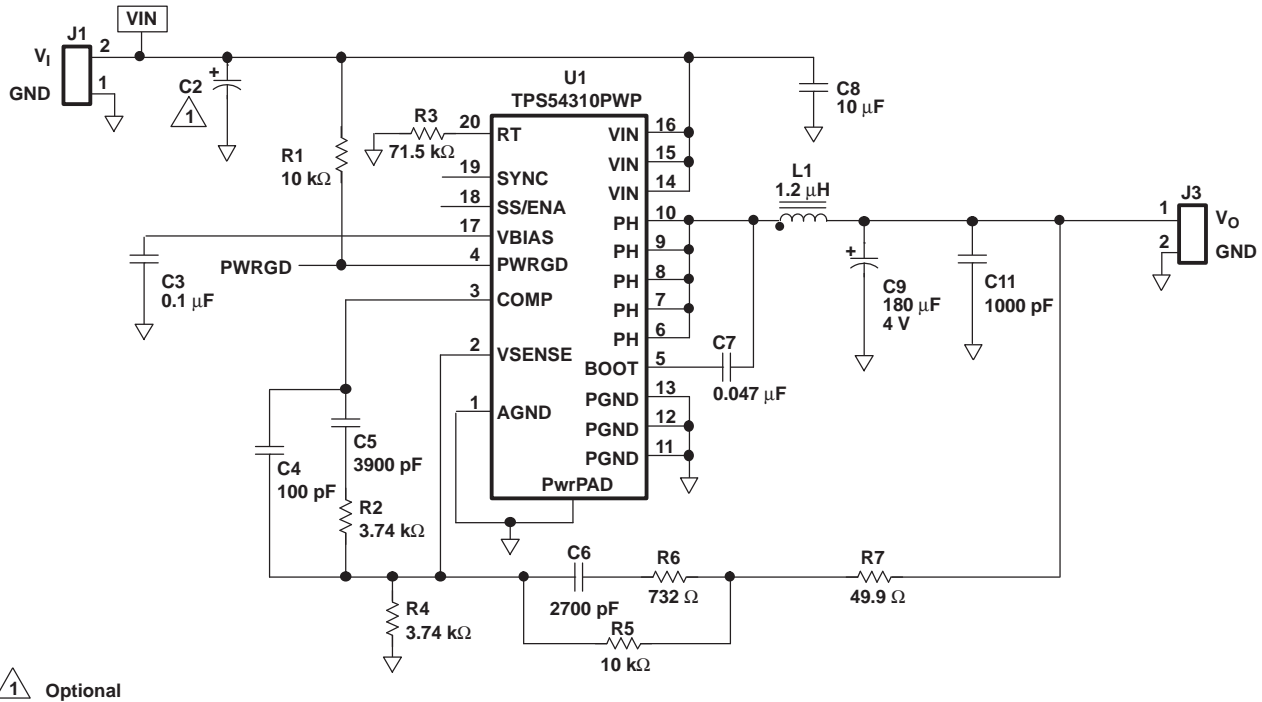 VIN
J1
V_I
2
1
GND
C2
+
1
R1
10 kΩ
C3
0.1 μF
PWRGD
R3
71.5 kΩ
U1
TPS54310PWP
20 RT
19 SYNC
18 SS/ENA
17 VBIAS
4 PWRGD
3 COMP
2 VSENSE
1 AGND
VIN 16
VIN 15
VIN 14
PH 10
PH 9
PH 8
PH 7
PH 6
BOOT 5
PGND 13
PGND 12
PGND 11
PwrPAD
C8
10 μF
L1
1.2 μH
J3
1
V_O
2
GND
+
C9
180 μF
4 V
C11
1000 pF
C7
0.047 μF
C4
100 pF
C5
3900 pF
R2
3.74 kΩ
R4
3.74 kΩ
C6
2700 pF
R6
732 Ω
R5
10 kΩ
R7
49.9 Ω
1 Optional